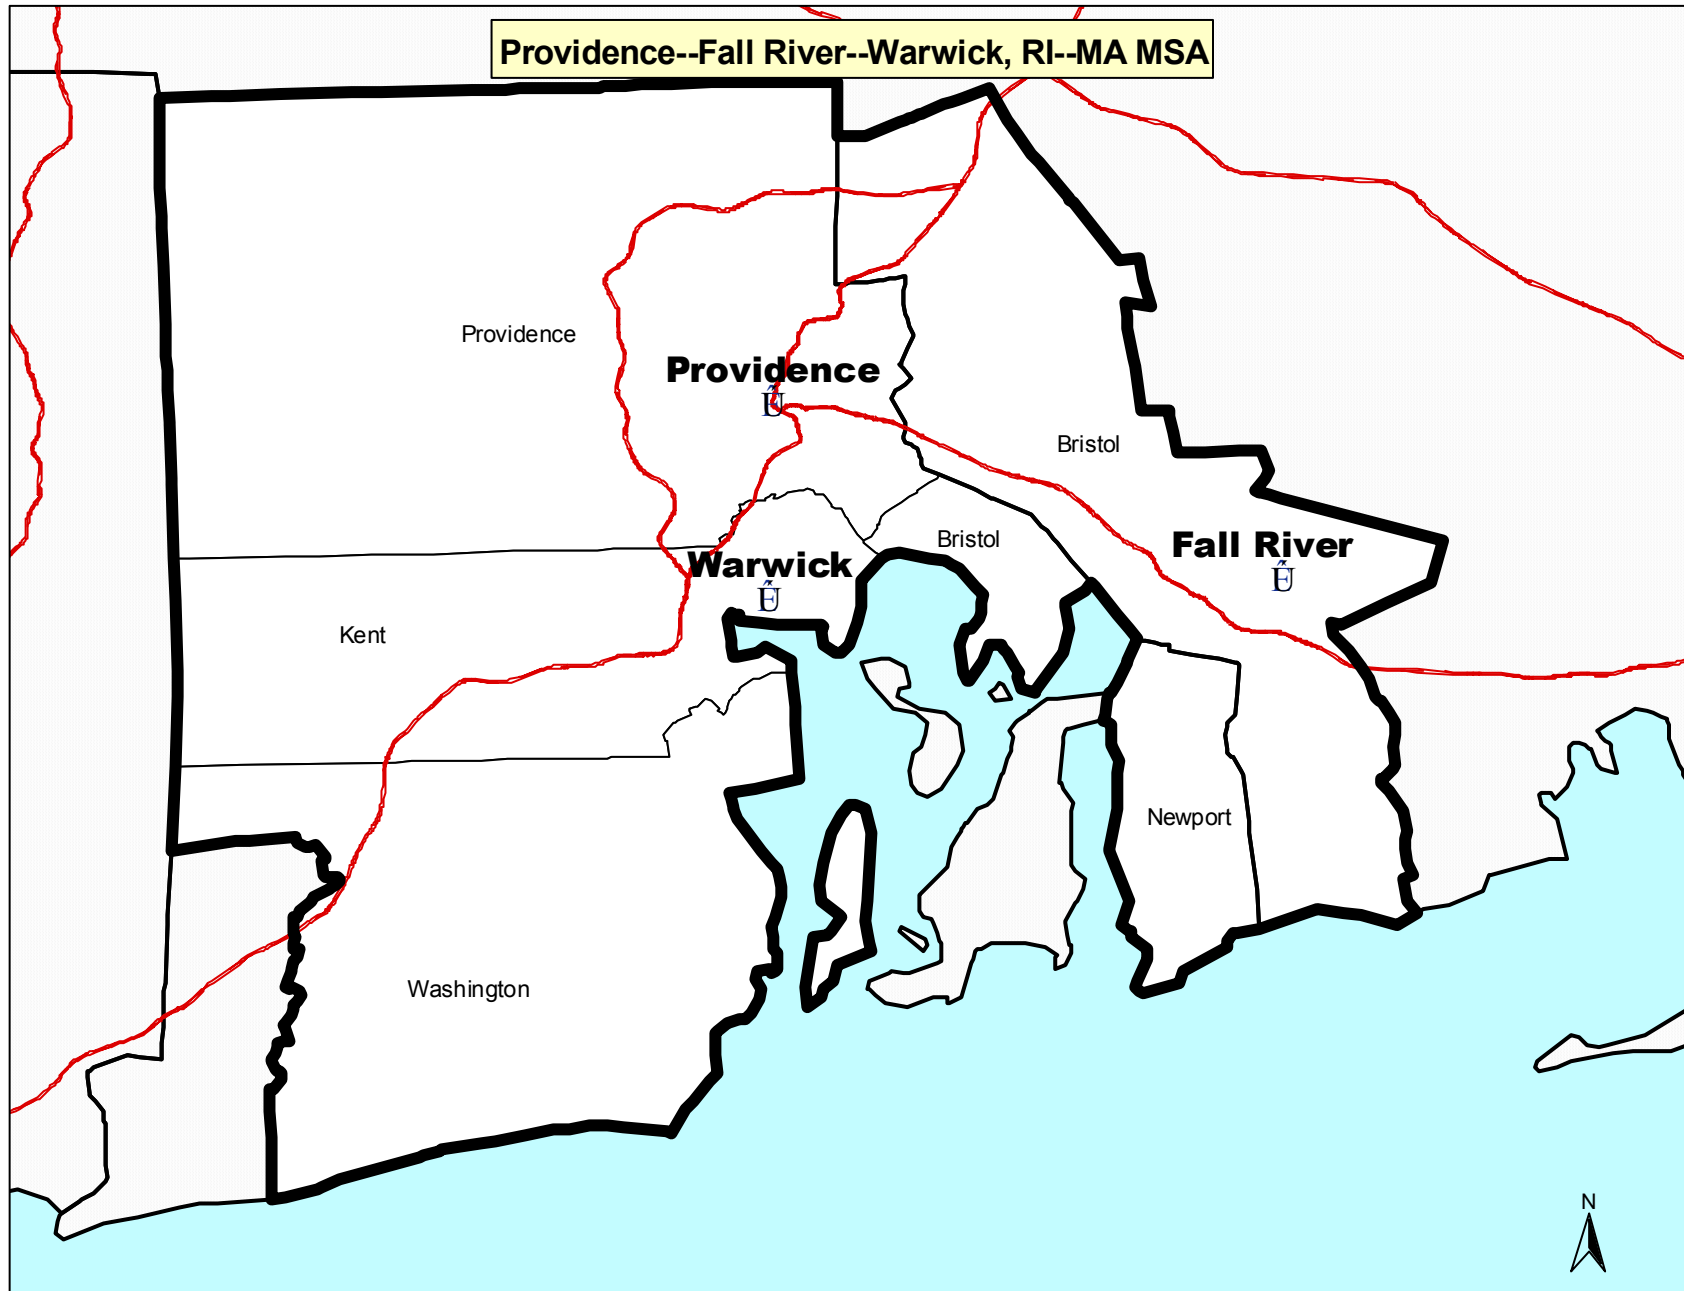 Providence--Fall River--Warwick, RI--MA MSA
Providence
Providence
Bristol
Bristol
Fall River
Warwick
Kent
Newport
Washington
N